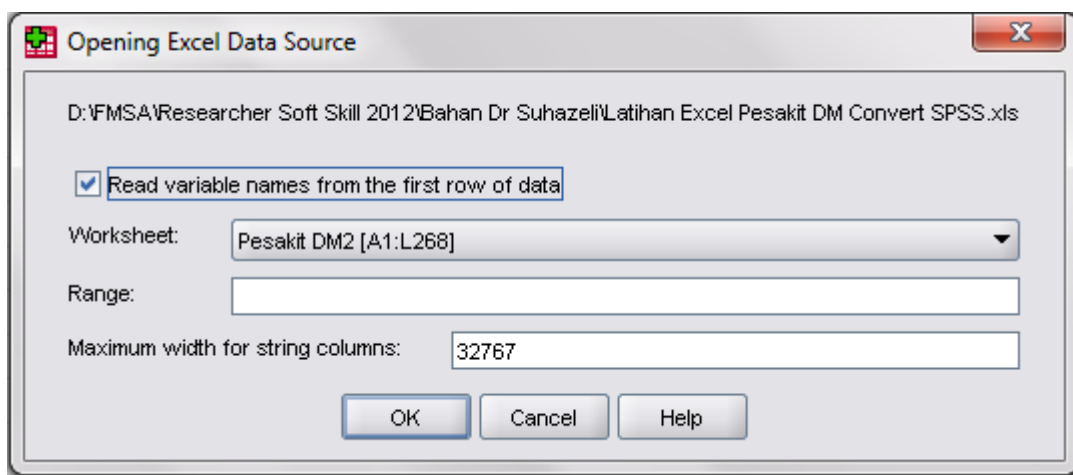 Opening Excel Data Source
D:\FMSA\Researcher Soft Skill 2012\Bahan Dr Suhazeli\Latihan Excel Pesakit DM Convert SPSS.xls
Read variable names from the first row of data
Worksheet: Pesakit DM2 [A1:L268]
Range:
Maximum width for string columns: 32767
OK Cancel Help